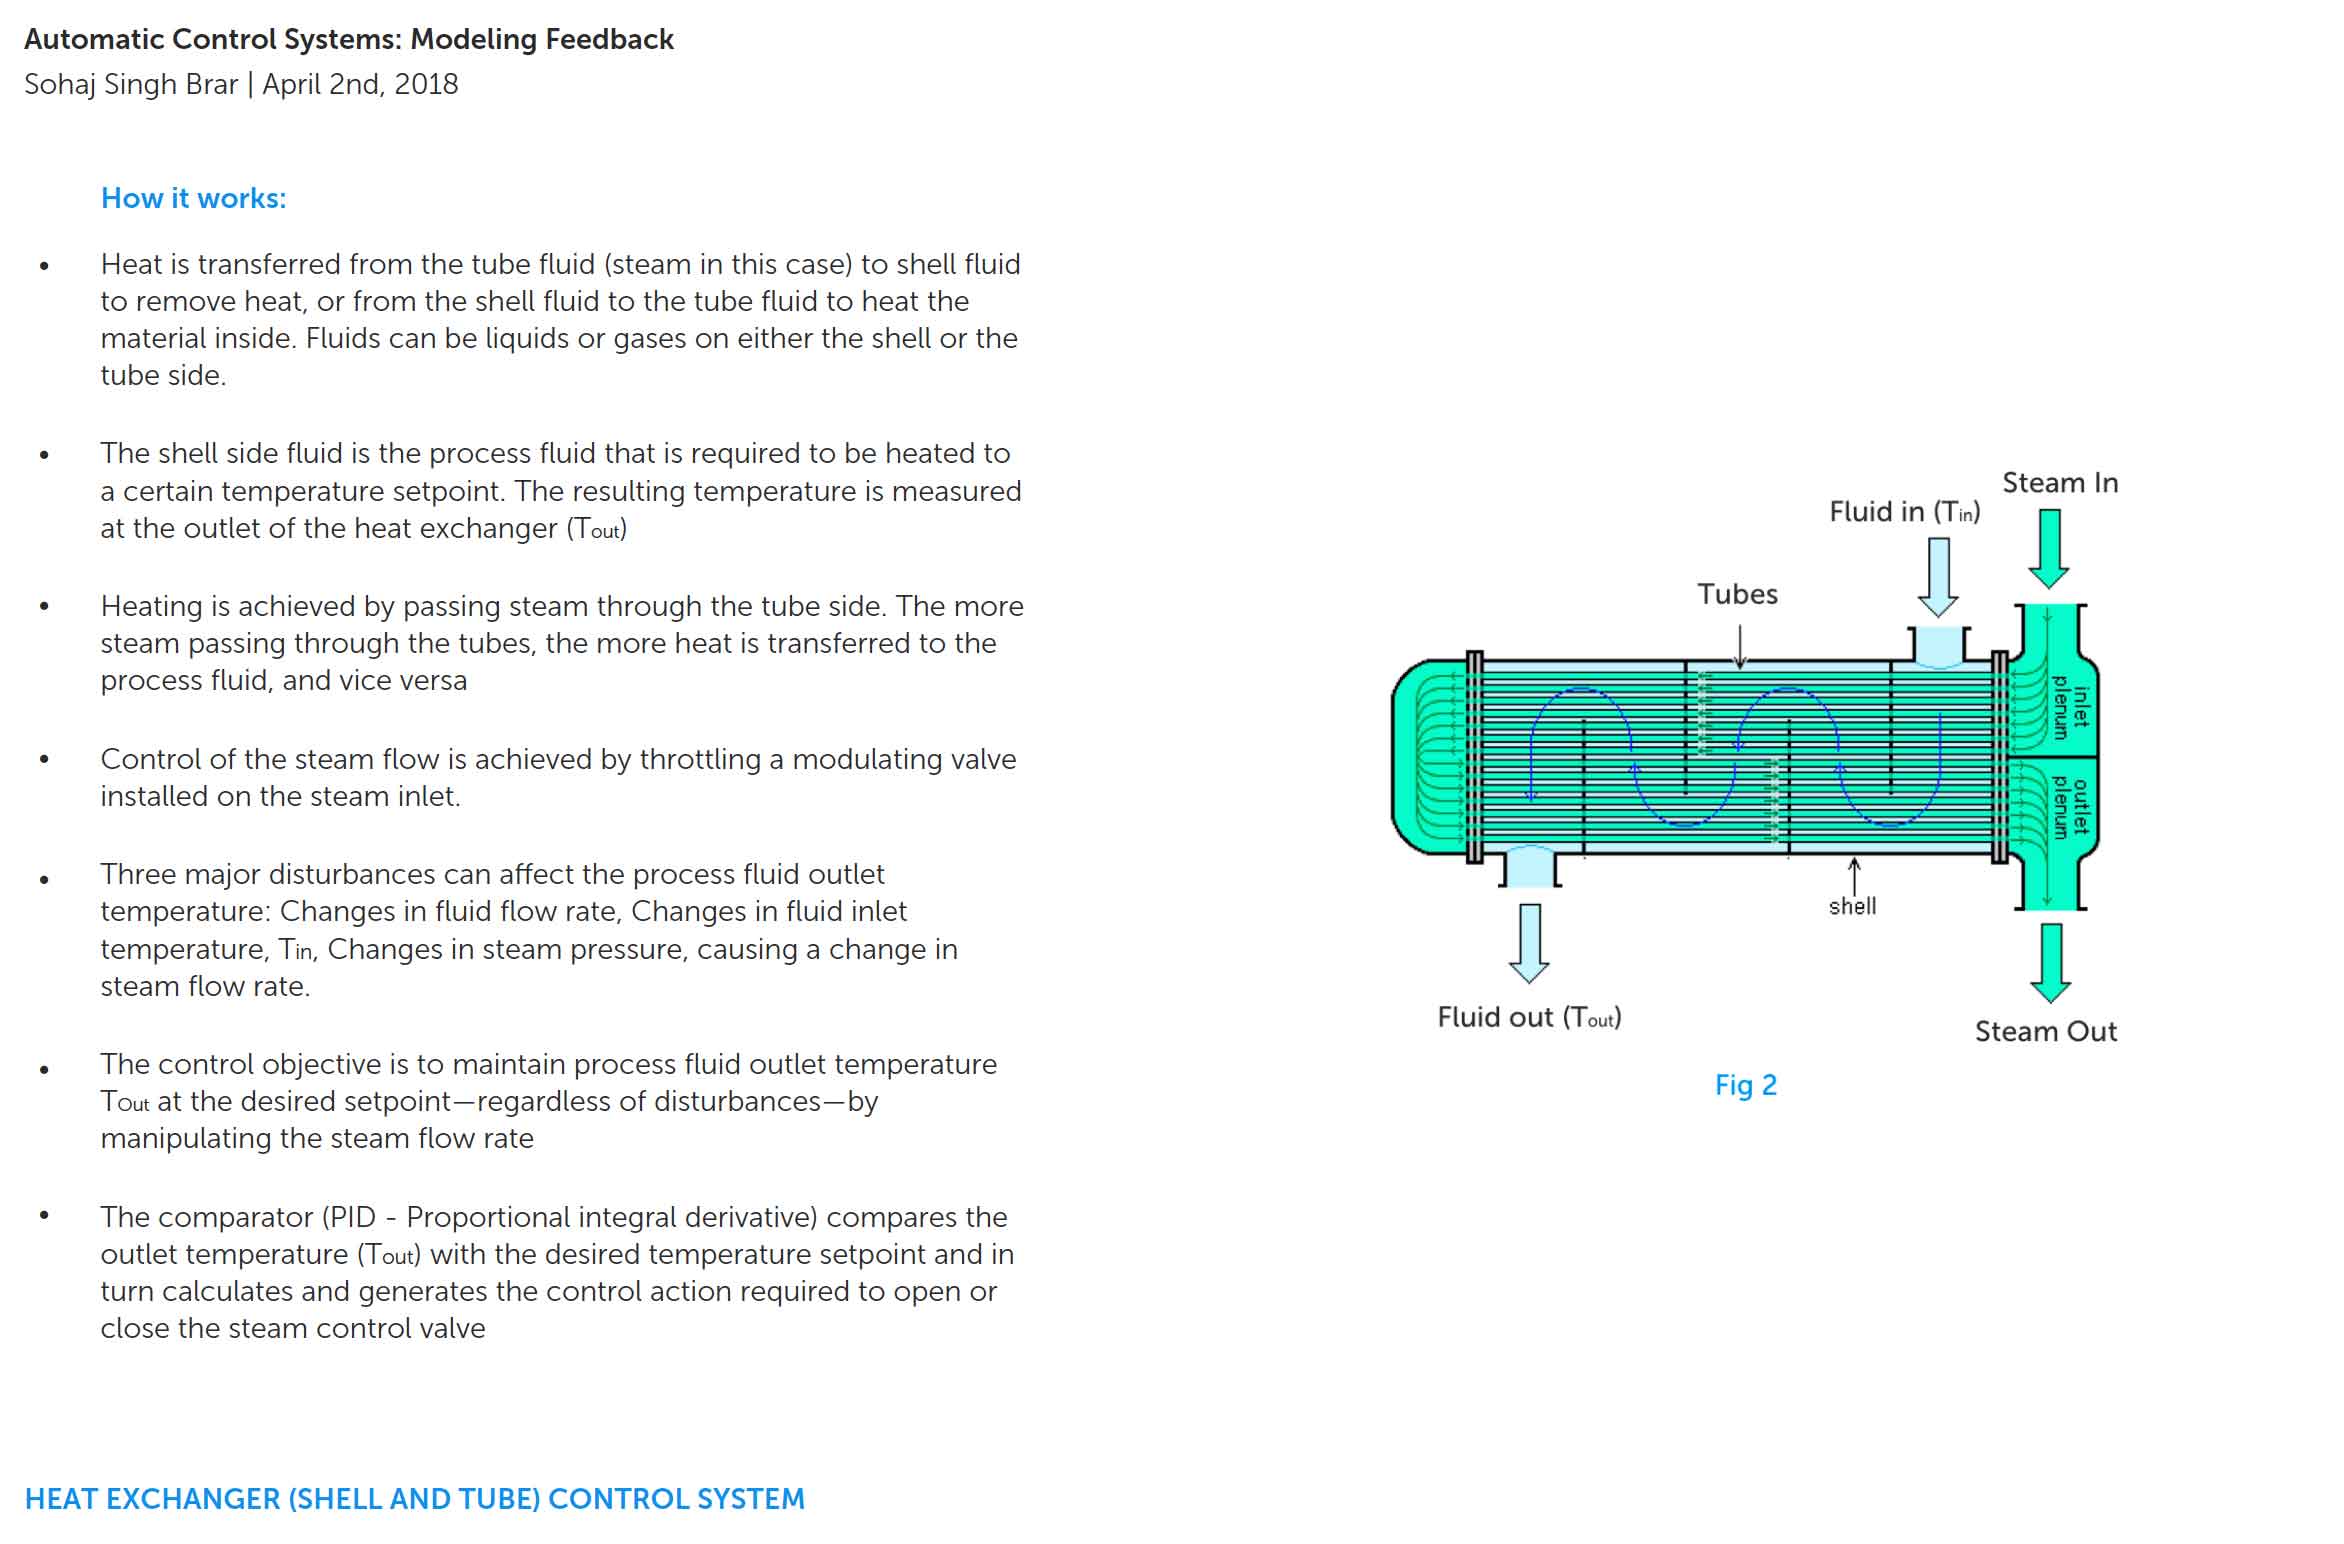 Automatic Control Systems: Modeling Feedback
Sohaj Singh Brar | April 2nd, 2018
How it works:
• Heat is transferred from the tube fluid (steam in this case) to shell fluid
to remove heat, or from the shell fluid to the tube fluid to heat the
material inside. Fluids can be liquids or gases on either the shell or the
tube side.
• The shell side fluid is the process fluid that is required to be heated to
a certain temperature setpoint. The resulting temperature is measured
at the outlet of the heat exchanger (Tout)
• Heating is achieved by passing steam through the tube side. The more
steam passing through the tubes, the more heat is transferred to the
process fluid, and vice versa
• Control of the steam flow is achieved by throttling a modulating valve
installed on the steam inlet.
• Three major disturbances can affect the process fluid outlet
temperature: Changes in fluid flow rate, Changes in fluid inlet
temperature, Tin, Changes in steam pressure, causing a change in
steam flow rate.
• The control objective is to maintain process fluid outlet temperature
TOut at the desired setpoint—regardless of disturbances—by
manipulating the steam flow rate
• The comparator (PID - Proportional integral derivative) compares the
outlet temperature (Tout) with the desired temperature setpoint and in
turn calculates and generates the control action required to open or
close the steam control valve
Steam In
Fluid in (Tin)
Tubes
inlet
plenum
outlet
plenum
shell
Fluid out (Tout)
Steam Out
Fig 2
HEAT EXCHANGER (SHELL AND TUBE) CONTROL SYSTEM